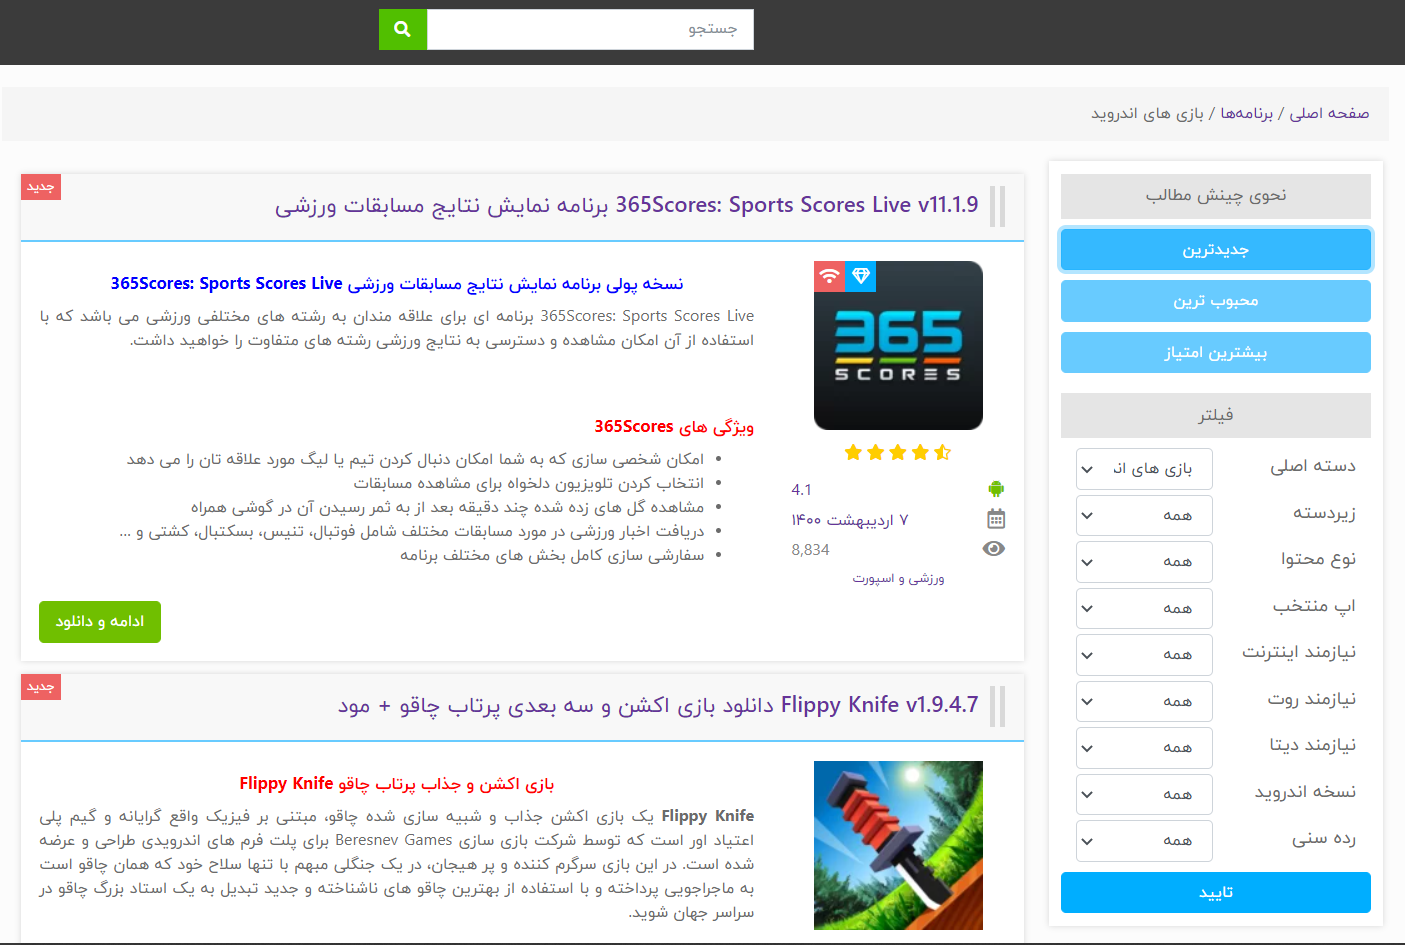 جستجو
صفحه اصلی / برنامه‌ها / بازی های اندروید
نحوی چینش مطالب
جدیدترین
محبوب ترین
بیشترین امتیاز
فیلتر
دسته اصلی
بازی های اند
زیردسته
همه
نوع محتوا
همه
اپ منتخب
همه
نیازمند اینترنت
همه
نیازمند روت
همه
نیازمند دیتا
همه
نسخه اندروید
همه
رده سنی
همه
تایید
جدید
365Scores: Sports Scores Live v11.1.9 برنامه نمایش نتایج مسابقات ورزشی
365
SCORES
4.1
۷ اردیبهشت ۱۴۰۰
8,834
ورزشی و اسپورت
نسخه پولی برنامه نمایش نتایج مسابقات ورزشی 365Scores: Sports Scores Live
365Scores: Sports Scores Live برنامه ای برای علاقه مندان به رشته های مختلفی ورزشی می باشد که با
استفاده از آن امکان مشاهده و دسترسی به نتایج ورزشی رشته های متفاوت را خواهید داشت.
ویژگی های 365Scores
امکان شخصی سازی که به شما امکان دنبال کردن تیم یا لیگ مورد علاقه تان را می دهد
انتخاب کردن تلویزیون دلخواه برای مشاهده مسابقات
مشاهده گل های زده شده چند دقیقه بعد از به ثمر رسیدن آن در گوشی همراه
دریافت اخبار ورزشی در مورد مسابقات مختلف شامل فوتبال، تنیس، بسکتبال، کشتی و ...
سفارشی سازی کامل بخش های مختلف برنامه
ادامه و دانلود
جدید
Flippy Knife v1.9.4.7 دانلود بازی اکشن و سه بعدی پرتاب چاقو + مود
بازی اکشن و جذاب پرتاب چاقو Flippy Knife
Flippy Knife یک بازی اکشن جذاب و شبیه سازی شده چاقو، مبتنی بر فیزیک واقع گرایانه و گیم پلی
اعتیاد اور است که توسط شرکت بازی سازی Beresnev Games برای پلت فرم های اندرویدی طراحی و عرضه
شده است. در این بازی سرگرم کننده و پر هیجان، در یک جنگلی مبهم با تنها سلاح خود که همان چاقو است
به ماجراجویی پرداخته و با استفاده از بهترین چاقو های ناشناخته و جدید تبدیل به یک استاد بزرگ چاقو در
سراسر جهان شوید.